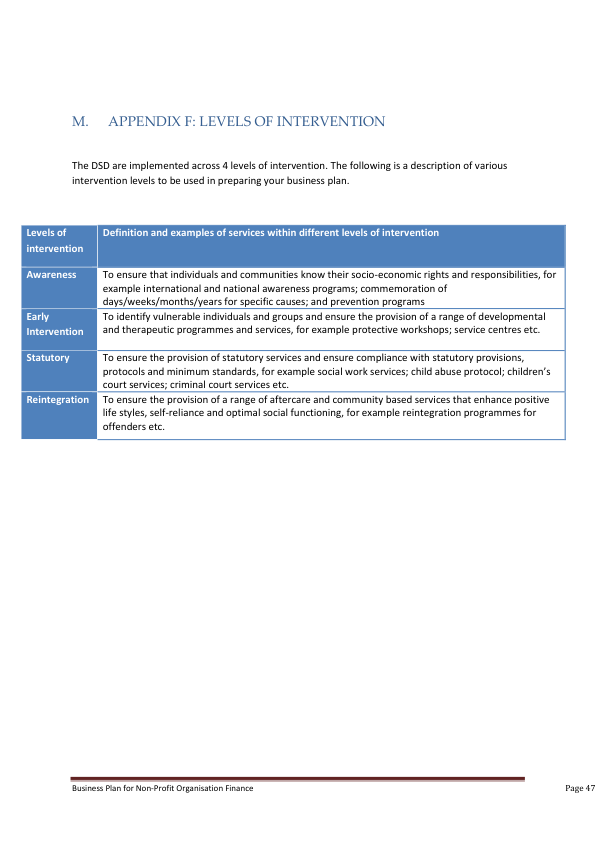 M. APPENDIX F: LEVELS OF INTERVENTION
The DSD are implemented across 4 levels of intervention. The following is a description of various
intervention levels to be used in preparing your business plan.
Levels of
intervention
Definition and examples of services within different levels of intervention
Awareness
To ensure that individuals and communities know their socio-economic rights and responsibilities, for
example international and national awareness programs; commemoration of
days/weeks/months/years for specific causes; and prevention programs
Early
Intervention
To identify vulnerable individuals and groups and ensure the provision of a range of developmental
and therapeutic programmes and services, for example protective workshops; service centres etc.
Statutory
To ensure the provision of statutory services and ensure compliance with statutory provisions,
protocols and minimum standards, for example social work services; child abuse protocol; children's
court services; criminal court services etc.
Reintegration
To ensure the provision of a range of aftercare and community based services that enhance positive
life styles, self-reliance and optimal social functioning, for example reintegration programmes for
offenders etc.
Business Plan for Non-Profit Organisation Finance
Page 47